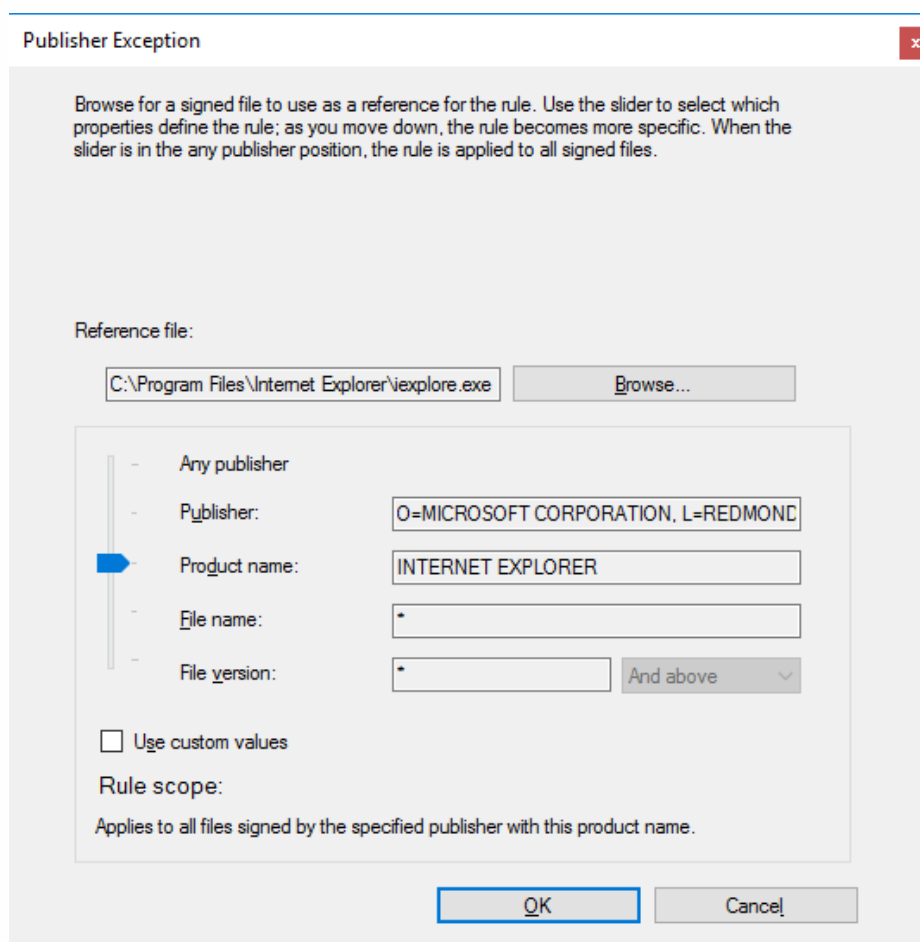 Publisher Exception
x
Browse for a signed file to use as a reference for the rule. Use the slider to select which
properties define the rule; as you move down, the rule becomes more specific. When the
slider is in the any publisher position, the rule is applied to all signed files.
Reference file:
C:\Program Files\Internet Explorer\iexplore.exe Browse...
Any publisher
Publisher: O=MICROSOFT CORPORATION, L=REDMOND
Product name: INTERNET EXPLORER
File name: *
File version: * And above
Use custom values
Rule scope:
Applies to all files signed by the specified publisher with this product name.
OK Cancel